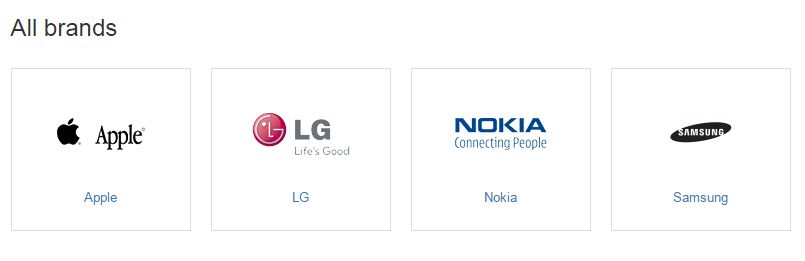 All brands
Apple
LG
Life's Good
NOKIA
Connecting People
SAMSUNG
Apple
LG
Nokia
Samsung